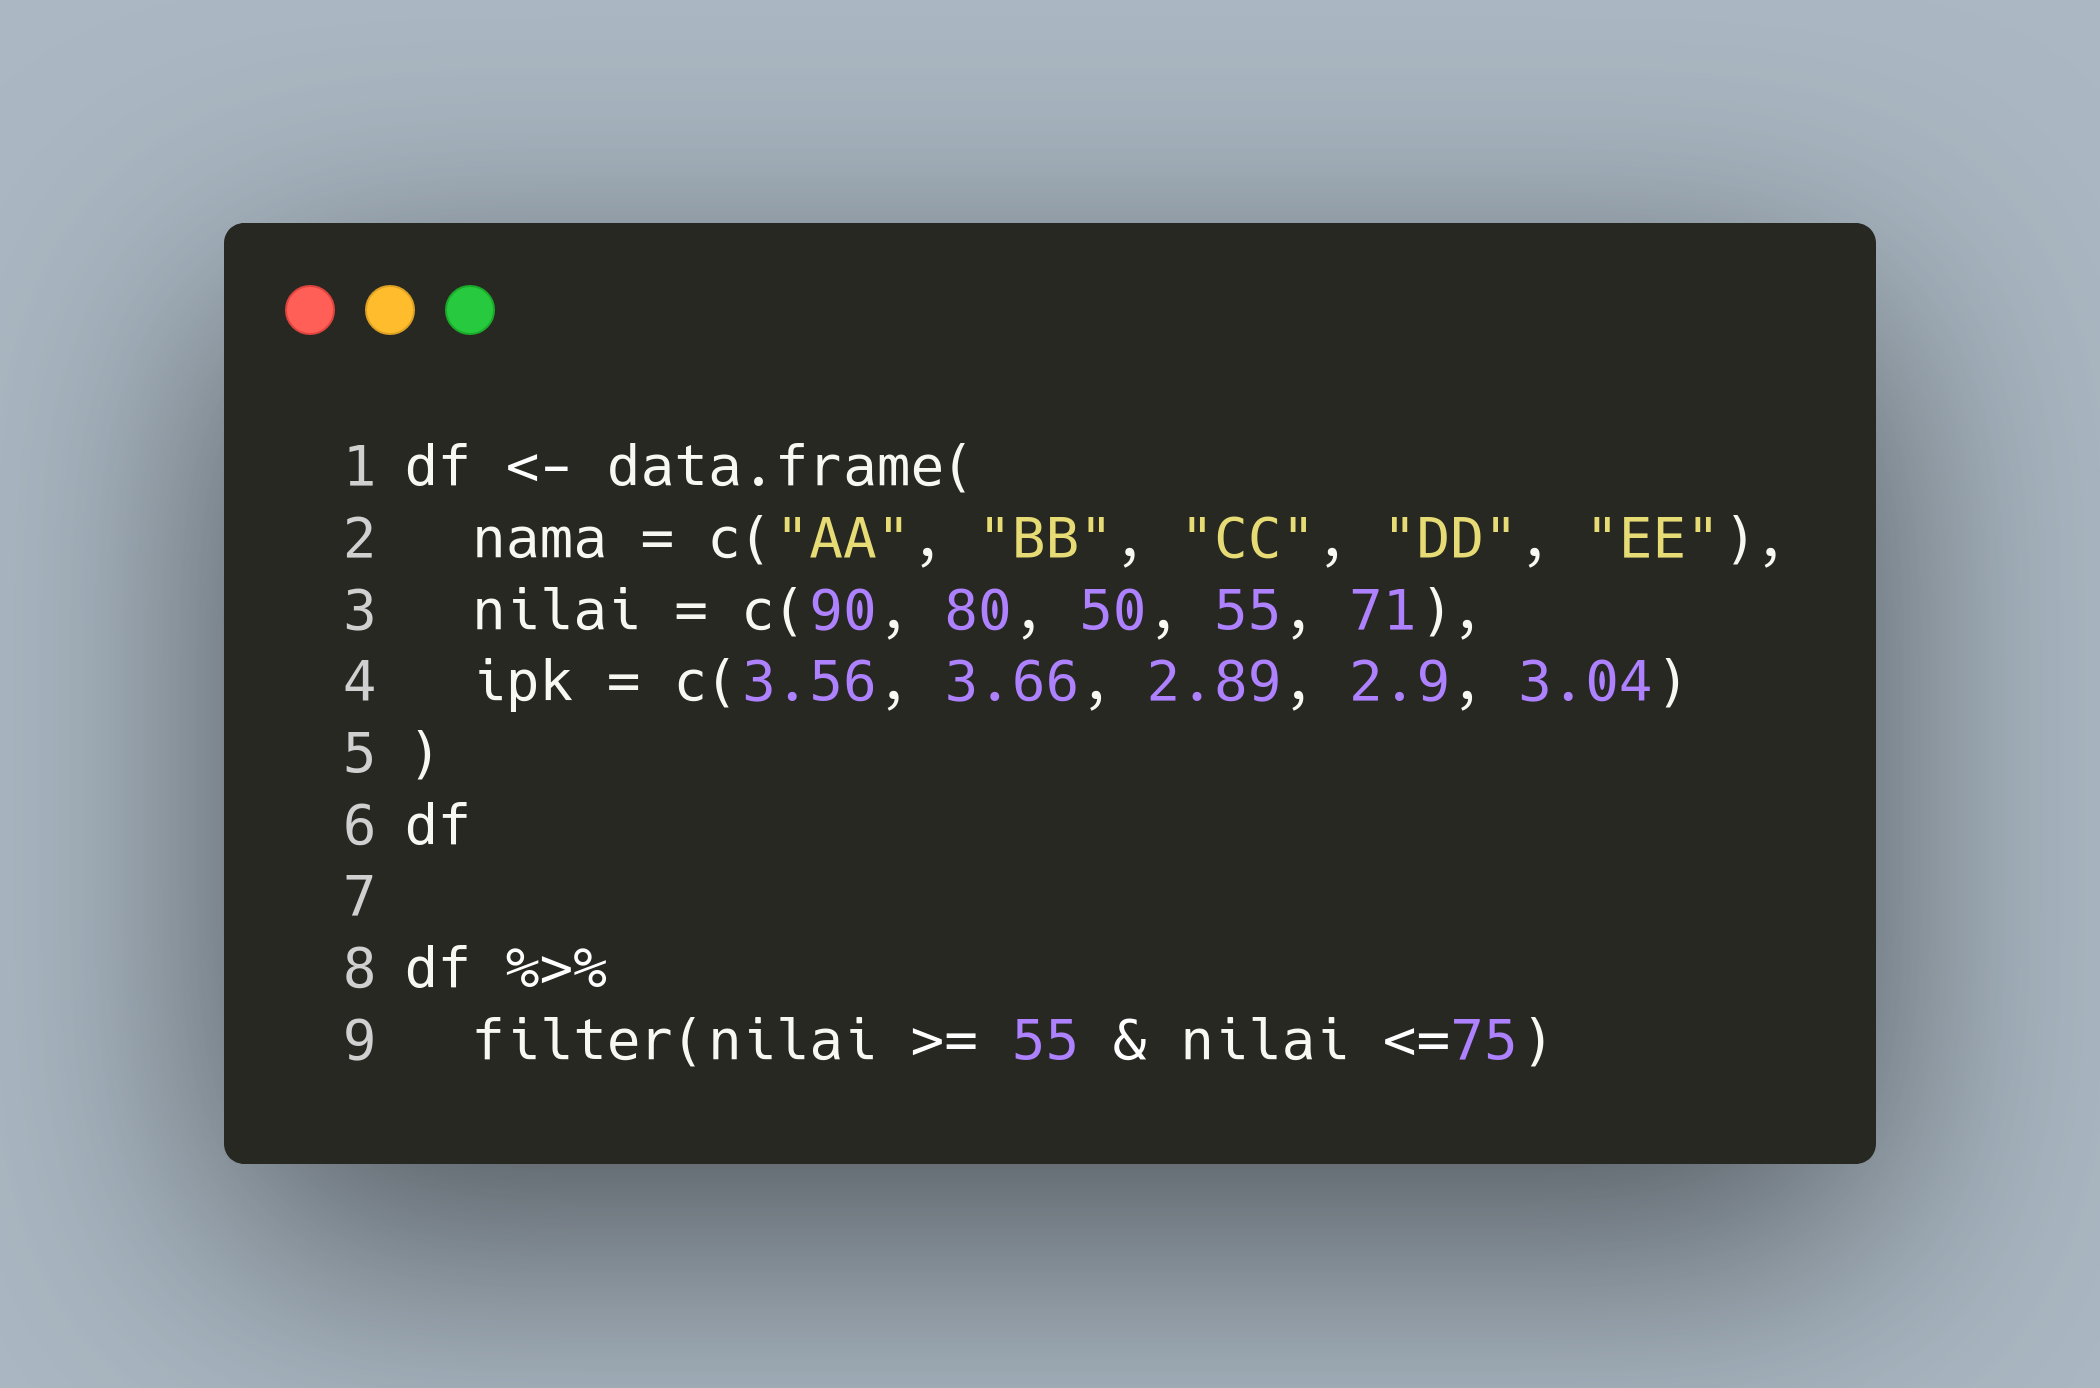 1 df <- data.frame(
2   nama = c("AA", "BB", "CC", "DD", "EE"),
3   nilai = c(90, 80, 50, 55, 71),
4   ipk = c(3.56, 3.66, 2.89, 2.9, 3.04)
5 )
6 df
7
8 df %>%
9   filter(nilai >= 55 & nilai <=75)